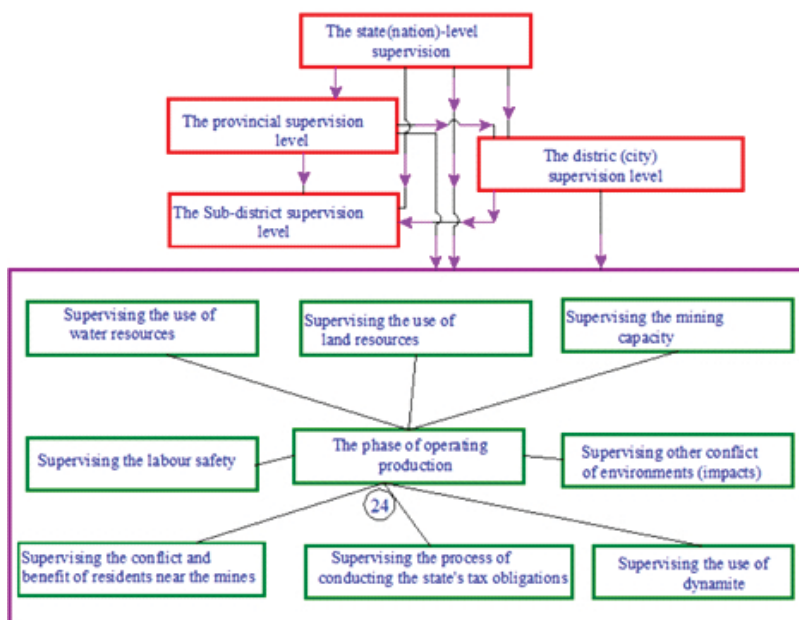 The state(nation)-level
supervision
The provincial supervision
level
The distric (city)
supervision level
The Sub-district supervision
level
Supervising the use of
water resources
Supervising the use of
land resources
Supervising the mining
capacity
Supervising the labour safety
The phase of operating
production
Supervising other conflict
of environments (impacts)
24
Supervising the conflict and
benefit of residents near the mines
Supervising the process of
conducting the state's tax obligations
Supervising the use of
dynamite